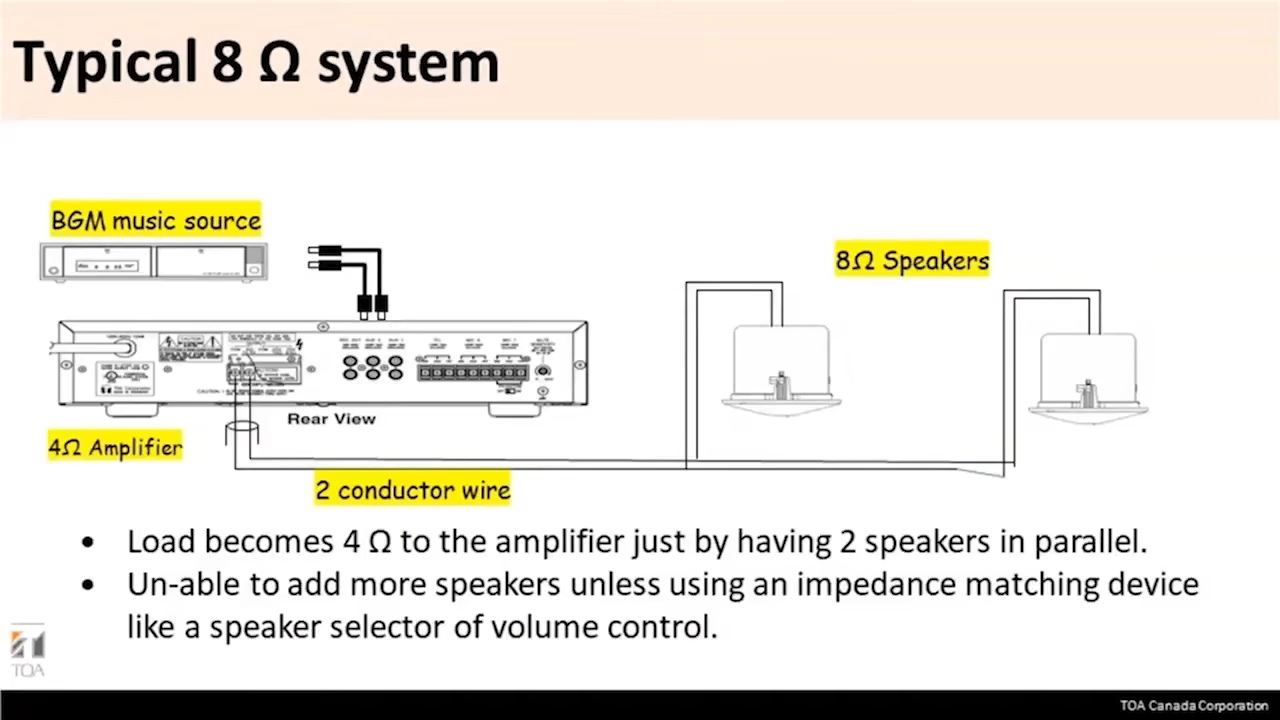 Typical 8 Ω system
BGM music source
8Ω Speakers
CAUTION
Rear View
4Ω Amplifier
2 conductor wire
• Load becomes 4 Ω to the amplifier just by having 2 speakers in parallel.
• Un-able to add more speakers unless using an impedance matching device
like a speaker selector of volume control.
TOA
TOA Canada Corporation